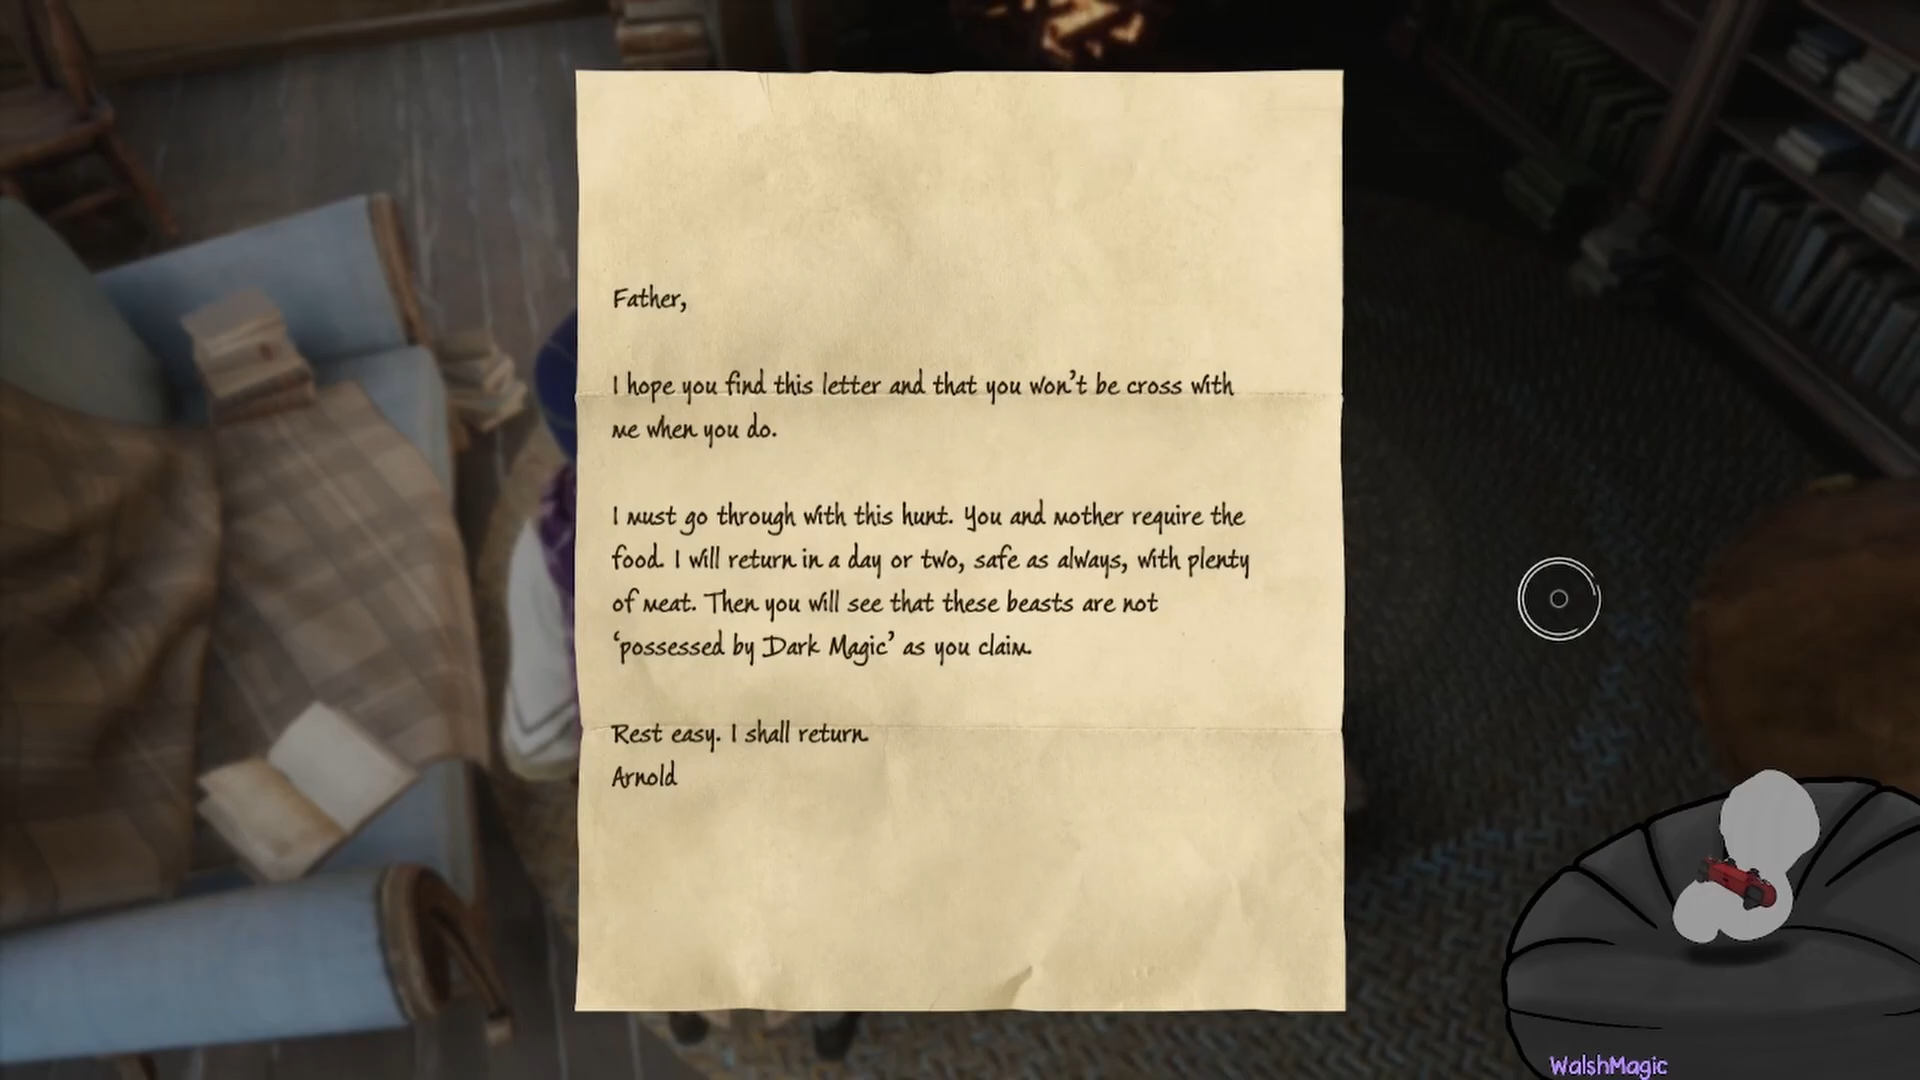 Father,
I hope you find this letter and that you won't be cross with
me when you do.
I must go through with this hunt. You and mother require the
food. I will return in a day or two, safe as always, with plenty
of meat. Then you will see that these beasts are not
‘possessed by Dark Magic’ as you claim.
Rest easy. I shall return.
Arnold
WalshMagic